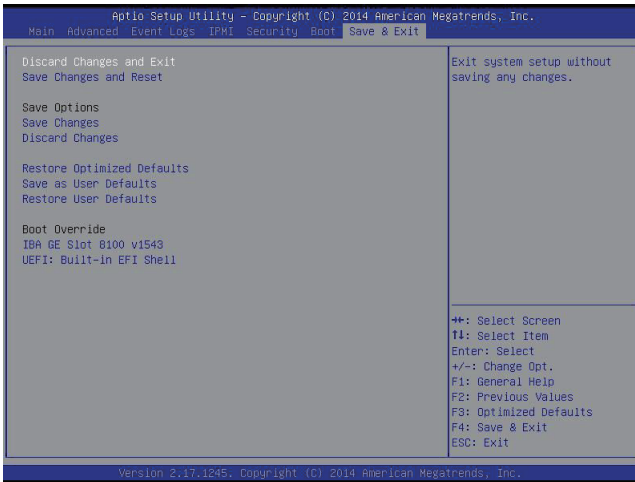 Aptio Setup Utility – Copyright (C) 2014 American Megatrends, Inc.
Main Advanced Event Logs IPMI Security Boot Save & Exit
Discard Changes and Exit
Save Changes and Reset
Save Options
Save Changes
Discard Changes
Restore Optimized Defaults
Save as User Defaults
Restore User Defaults
Boot Override
IBA GE Slot 8100 v1543
UEFI: Built-in EFI Shell
Exit system setup without
saving any changes.
→←: Select Screen
↑↓: Select Item
Enter: Select
+/-: Change Opt.
F1: General Help
F2: Previous Values
F3: Optimized Defaults
F4: Save & Exit
ESC: Exit
Version 2.17.1245. Copyright (C) 2014 American Megatrends, Inc.